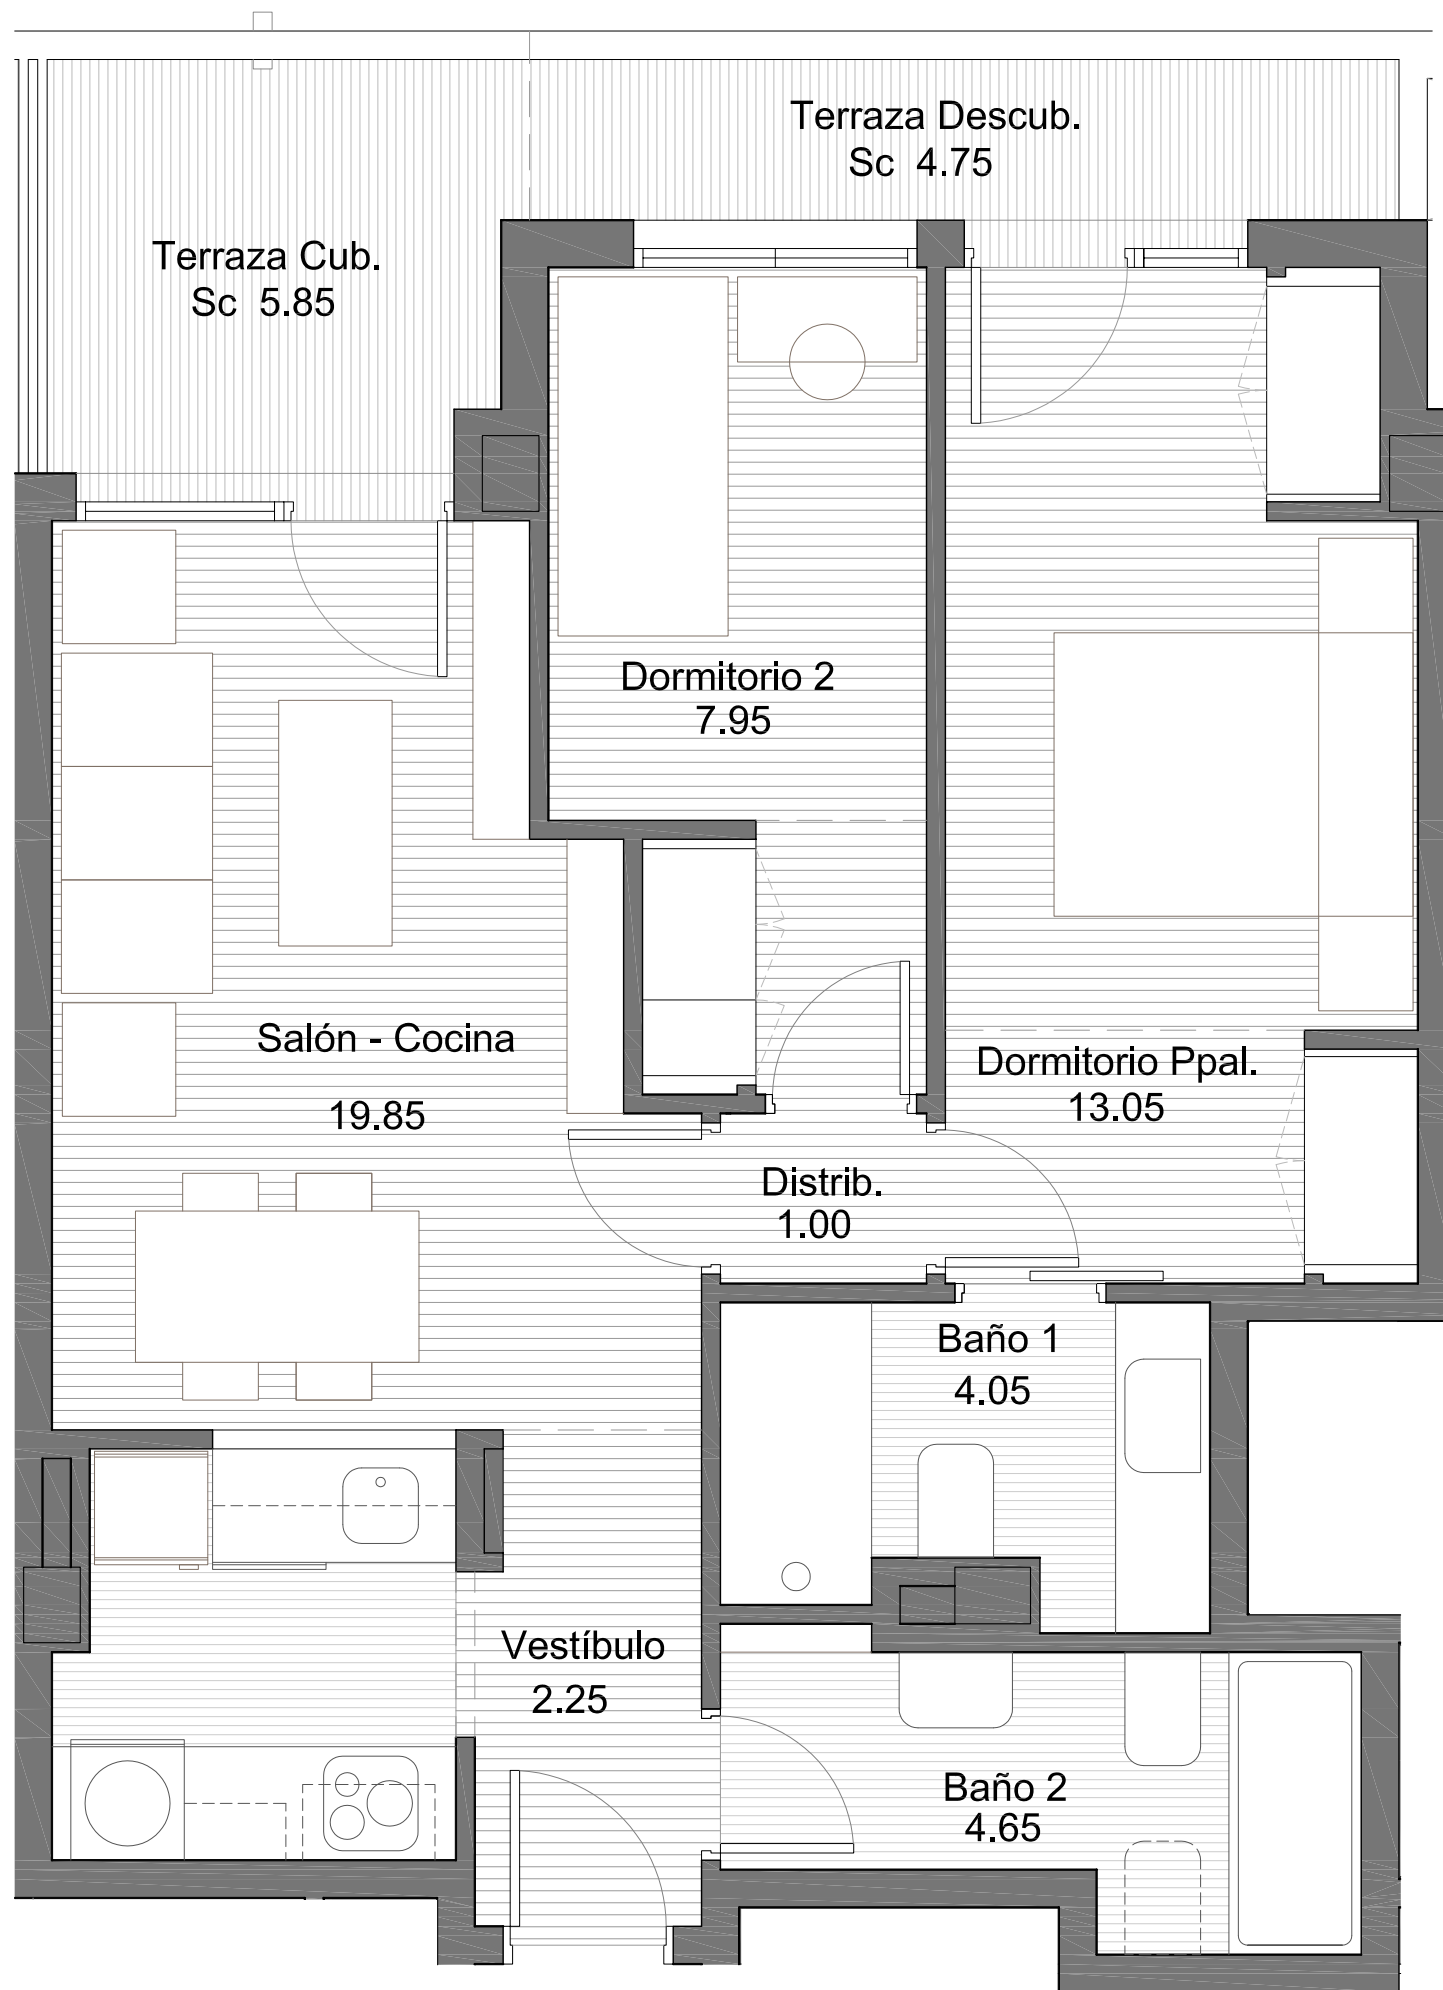 Terraza Descub.
Sc 4.75
Terraza Cub.
Sc 5.85
Dormitorio 2
7.95
Salón - Cocina
19.85
Dormitorio Ppal.
13.05
Distrib.
1.00
Baño 1
4.05
Vestíbulo
2.25
Baño 2
4.65